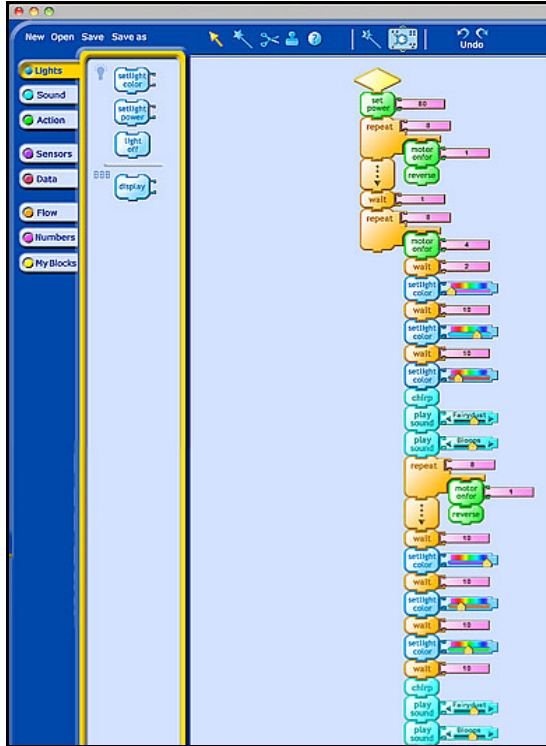 New Open Save Save as
Undo
Lights
Sound
Action
Sensors
Data
Flow
Numbers
My Blocks
setlight
color
setlight
power
light
off
display
set
power 80
repeat 8
motor
onfor 1
reverse
wait 1
repeat 8
motor
onfor 4
wait 2
setlight
color
wait 10
setlight
color
wait 10
setlight
color
chirp
play
sound Fairydust
play
sound Bloops
repeat 8
motor
onfor 1
reverse
wait 10
setlight
color
wait 10
setlight
color
wait 10
setlight
color
wait 10
chirp
play
sound Fairydust
play
sound Bloops